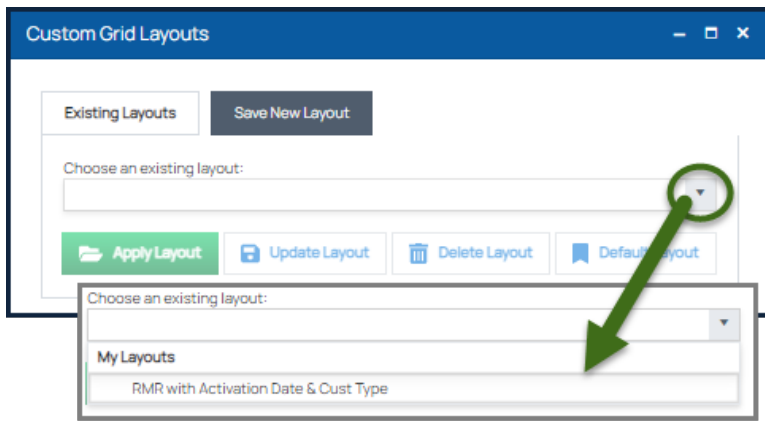 Custom Grid Layouts
Existing Layouts
Save New Layout
Choose an existing layout:
Apply Layout
Update Layout
Delete Layout
Default Layout
Choose an existing layout:
My Layouts
RMR with Activation Date & Cust Type